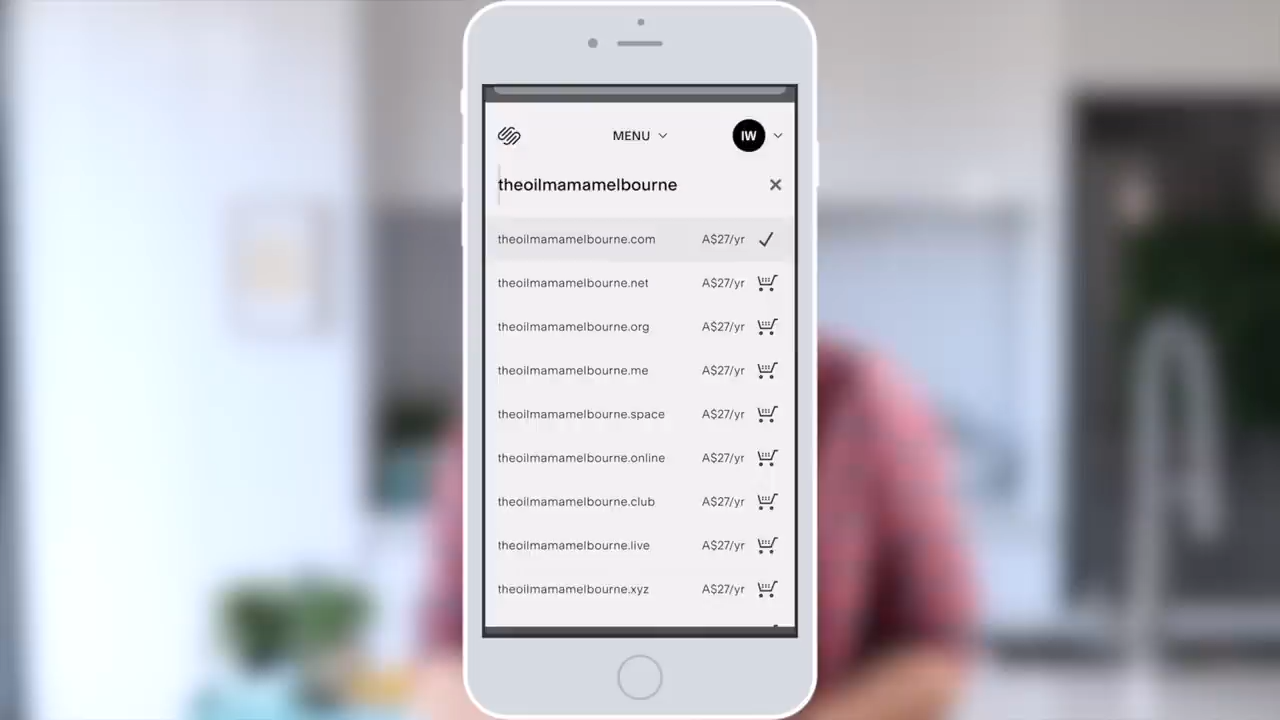 MENU IW
theoilmamamelbourne
theoilmamamelbourne.com A$27/yr
theoilmamamelbourne.net A$27/yr
theoilmamamelbourne.org A$27/yr
theoilmamamelbourne.me A$27/yr
theoilmamamelbourne.space A$27/yr
theoilmamamelbourne.online A$27/yr
theoilmamamelbourne.club A$27/yr
theoilmamamelbourne.live A$27/yr
theoilmamamelbourne.xyz A$27/yr